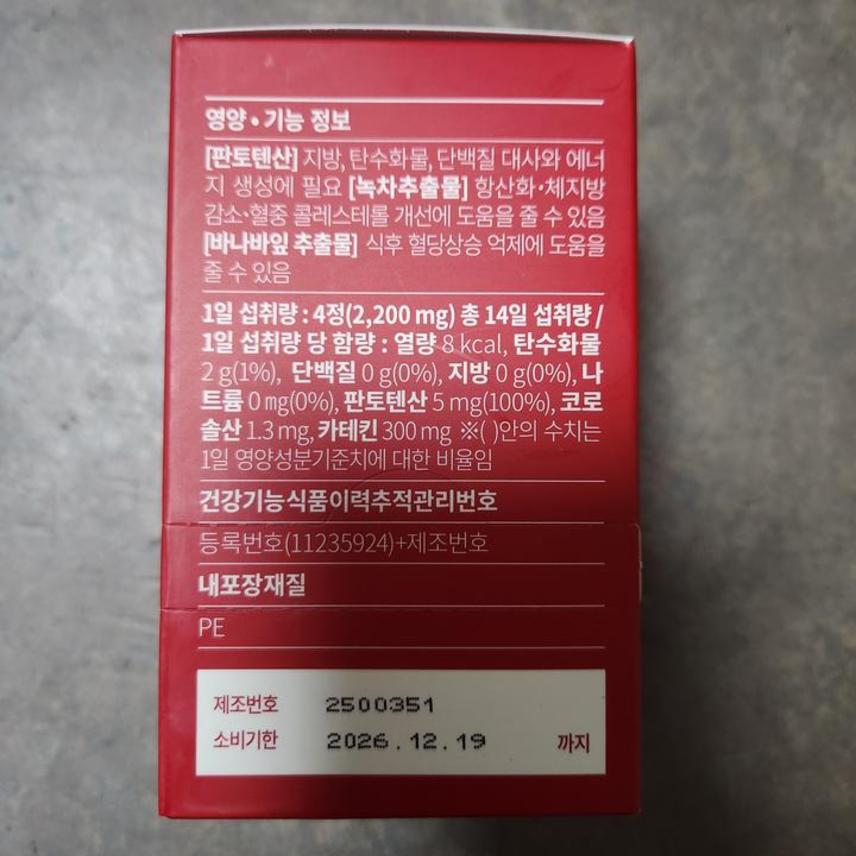 영양 • 기능 정보
[판토텐산] 지방, 탄수화물, 단백질 대사와 에너
지 생성에 필요 [녹차추출물] 항산화·체지방
감소·혈중 콜레스테롤 개선에 도움을 줄 수 있음
[바나바잎 추출물] 식후 혈당상승 억제에 도움을
줄 수 있음
1일 섭취량 : 4정(2,200 mg) 총 14일 섭취량 /
1일 섭취량 당 함량 : 열량 8 kcal, 탄수화물
2 g(1%), 단백질 0 g(0%), 지방 0 g(0%), 나
트륨 0 mg(0%), 판토텐산 5 mg(100%), 코로
솔산 1.3 mg, 카테킨 300 mg ※( )안의 수치는
1일 영양성분기준치에 대한 비율임
건강기능식품이력추적관리번호
등록번호(11235924)+제조번호
내포장재질
PE
제조번호 2500351
소비기한 2026.12.19 까지